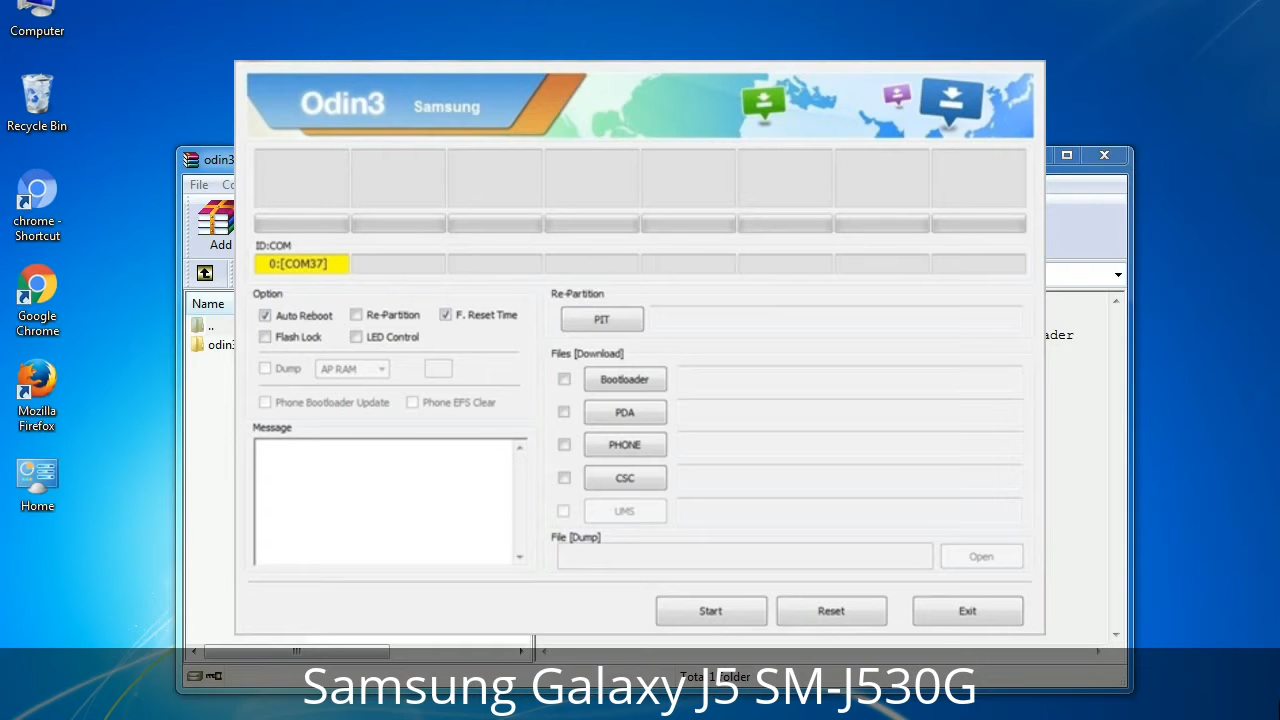 Computer
Recycle Bin
chrome - Shortcut
Google Chrome
Mozilla Firefox
Home
odin3
File
Add
Name
..
odin3
ader
Total 1 folder
Odin3 Samsung
ID:COM
0:[COM37]
Option
Auto Reboot Re-Partition F. Reset Time
Flash Lock LED Control
Dump AP RAM
Phone Bootloader Update Phone EFS Clear
Message
Re-Partition
PIT
Files [Download]
Bootloader
PDA
PHONE
CSC
UMS
File [Dump]
Open
Start Reset Exit
Samsung Galaxy J5 SM-J530G